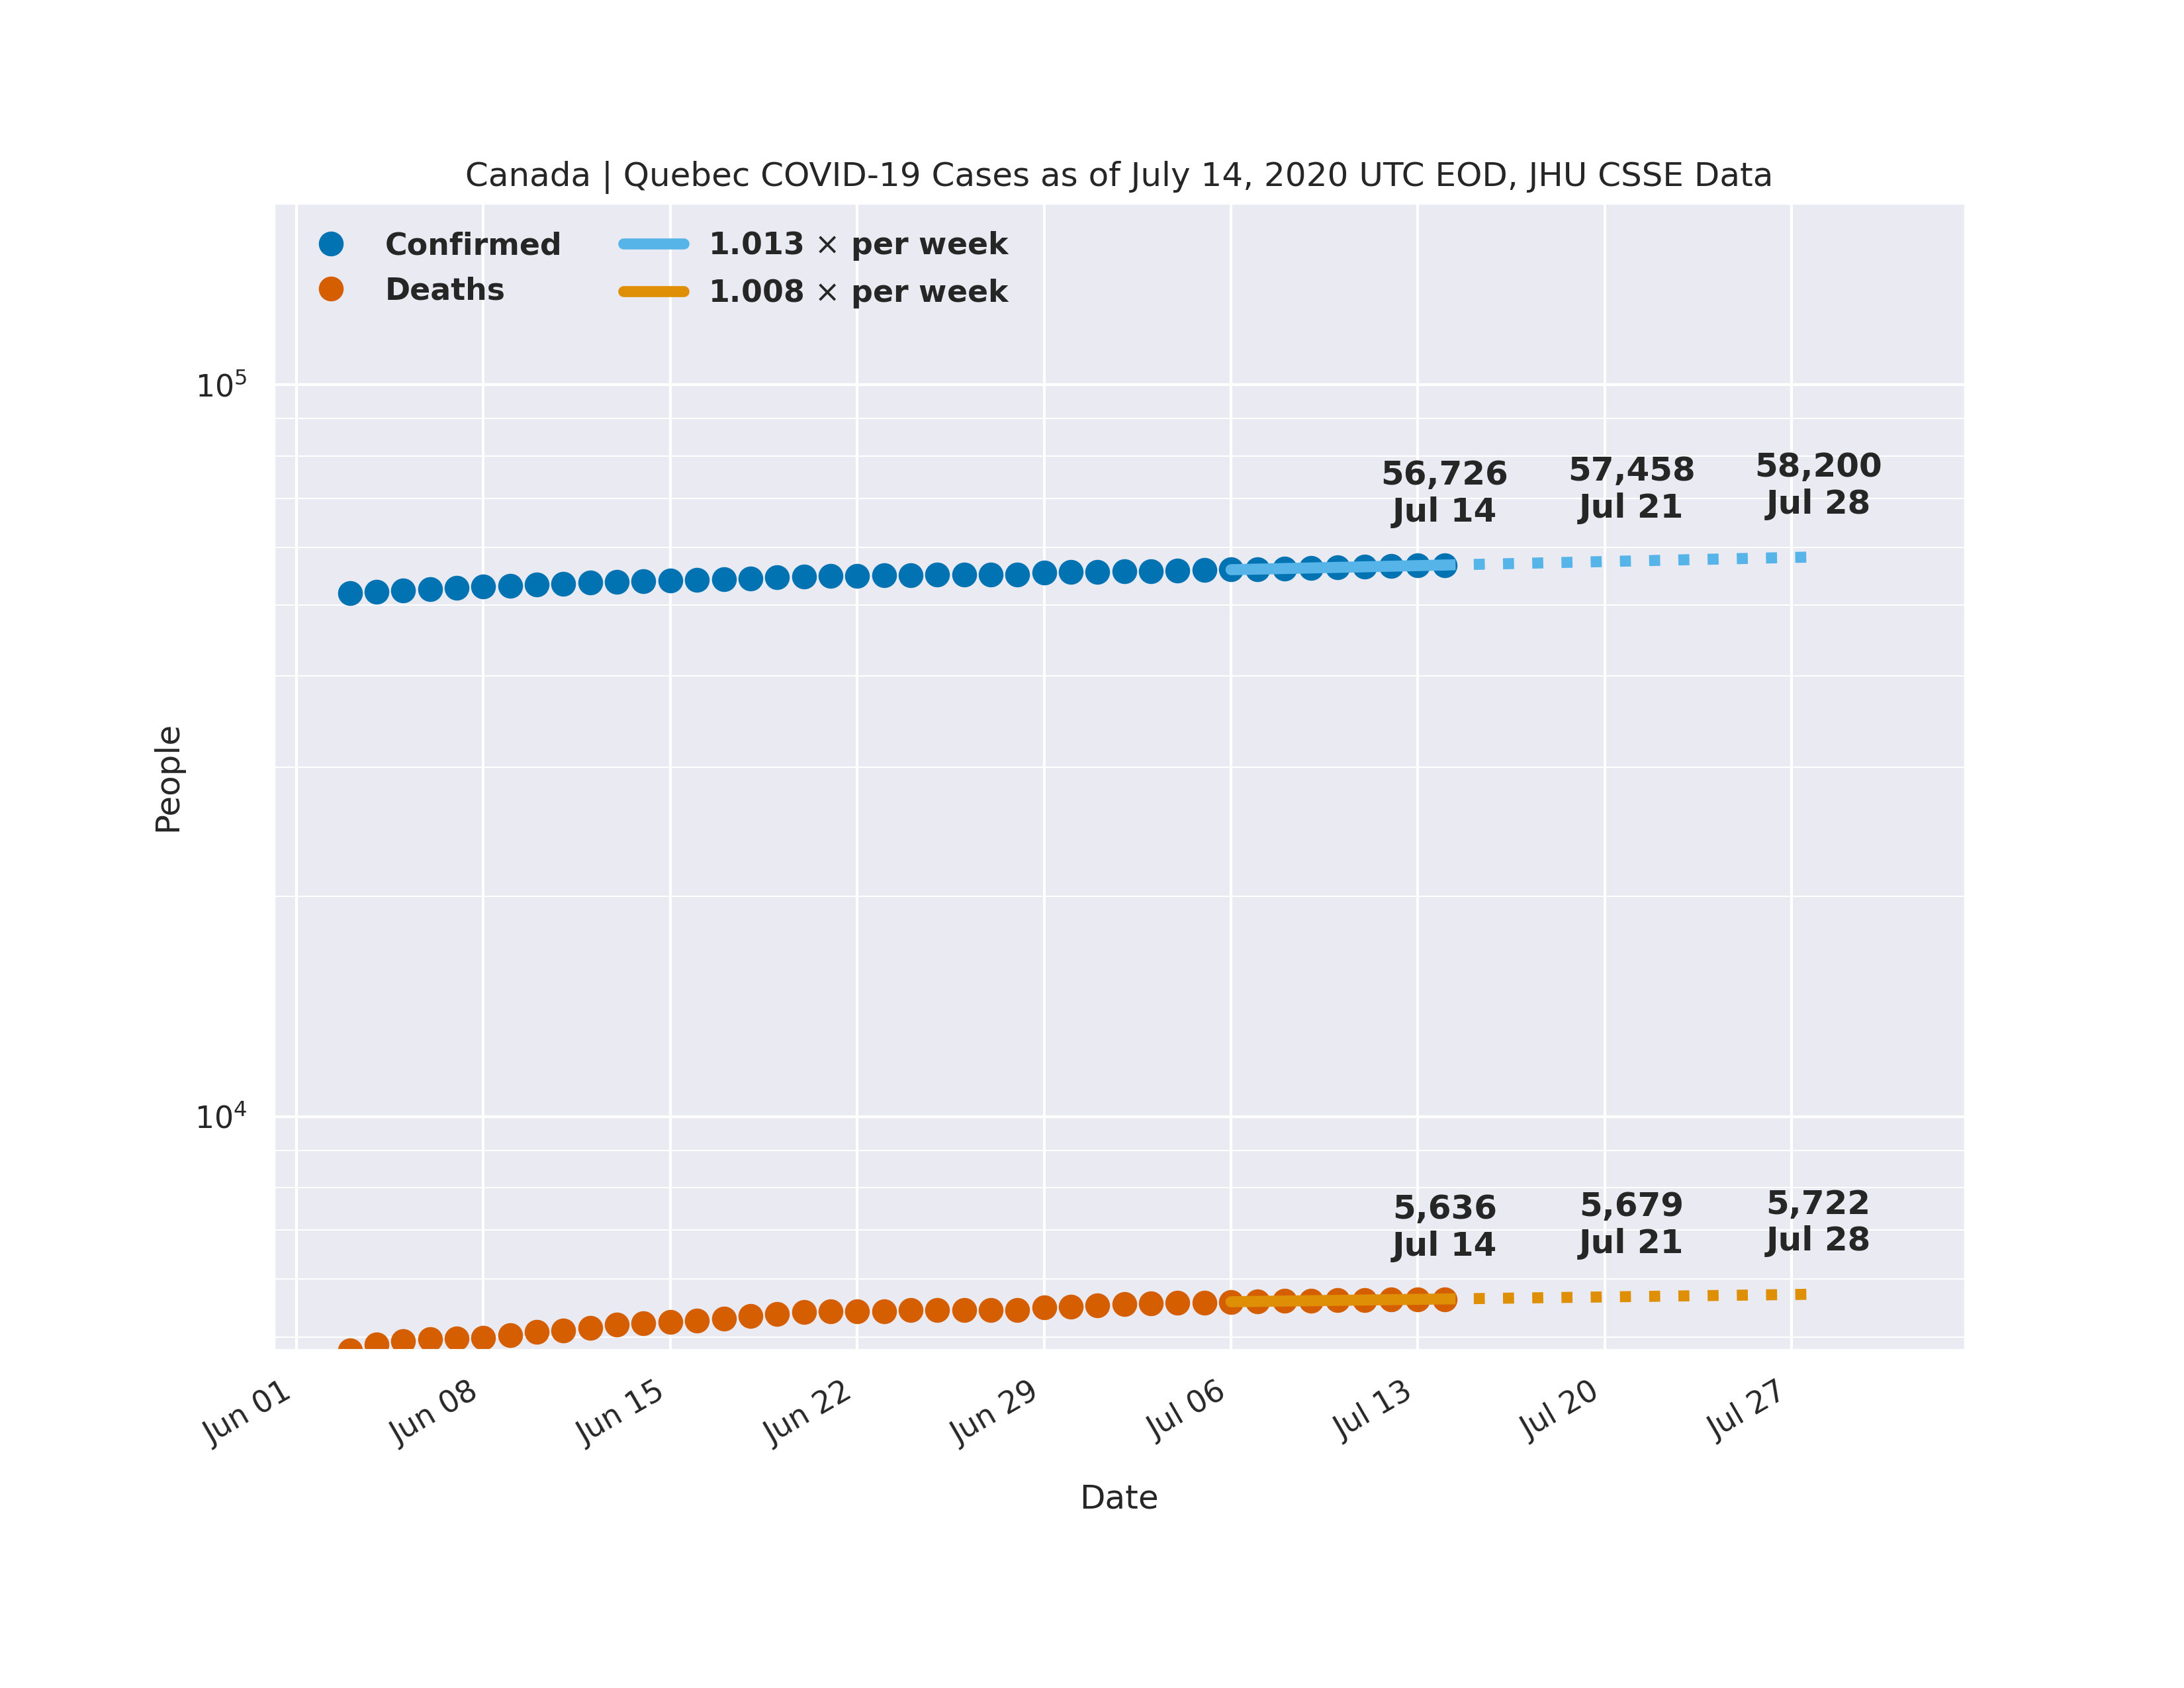 Canada | Quebec COVID-19 Cases as of July 14, 2020 UTC EOD, JHU CSSE Data
Confirmed
Deaths
1.013 × per week
1.008 × per week
10⁵
10⁴
People
56,726
Jul 14
57,458
Jul 21
58,200
Jul 28
5,636
Jul 14
5,679
Jul 21
5,722
Jul 28
Jun 01
Jun 08
Jun 15
Jun 22
Jun 29
Jul 06
Jul 13
Jul 20
Jul 27
Date